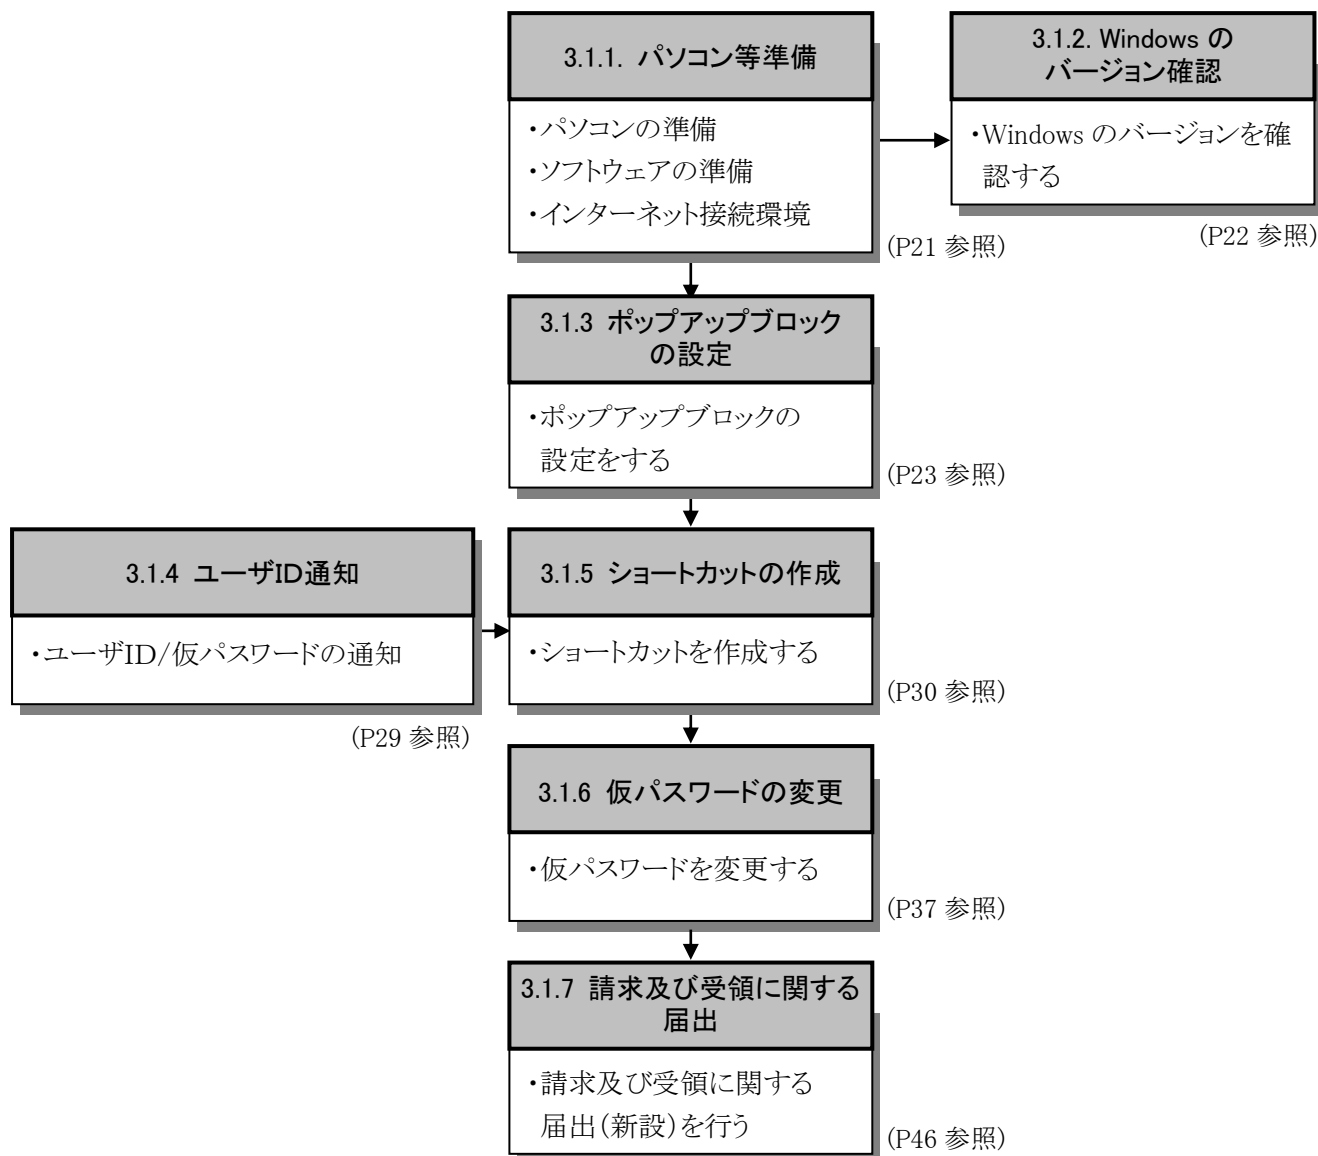 3.1.1. パソコン等準備
・パソコンの準備
・ソフトウェアの準備
・インターネット接続環境
(P21 参照)
3.1.2. Windows の
バージョン確認
・Windows のバージョンを確
認する
(P22 参照)
3.1.3 ポップアップブロック
の設定
・ポップアップブロックの
設定をする
(P23 参照)
3.1.4 ユーザID通知
・ユーザID/仮パスワードの通知
(P29 参照)
3.1.5 ショートカットの作成
・ショートカットを作成する
(P30 参照)
3.1.6 仮パスワードの変更
・仮パスワードを変更する
(P37 参照)
3.1.7 請求及び受領に関する
届出
・請求及び受領に関する
届出(新設)を行う
(P46 参照)